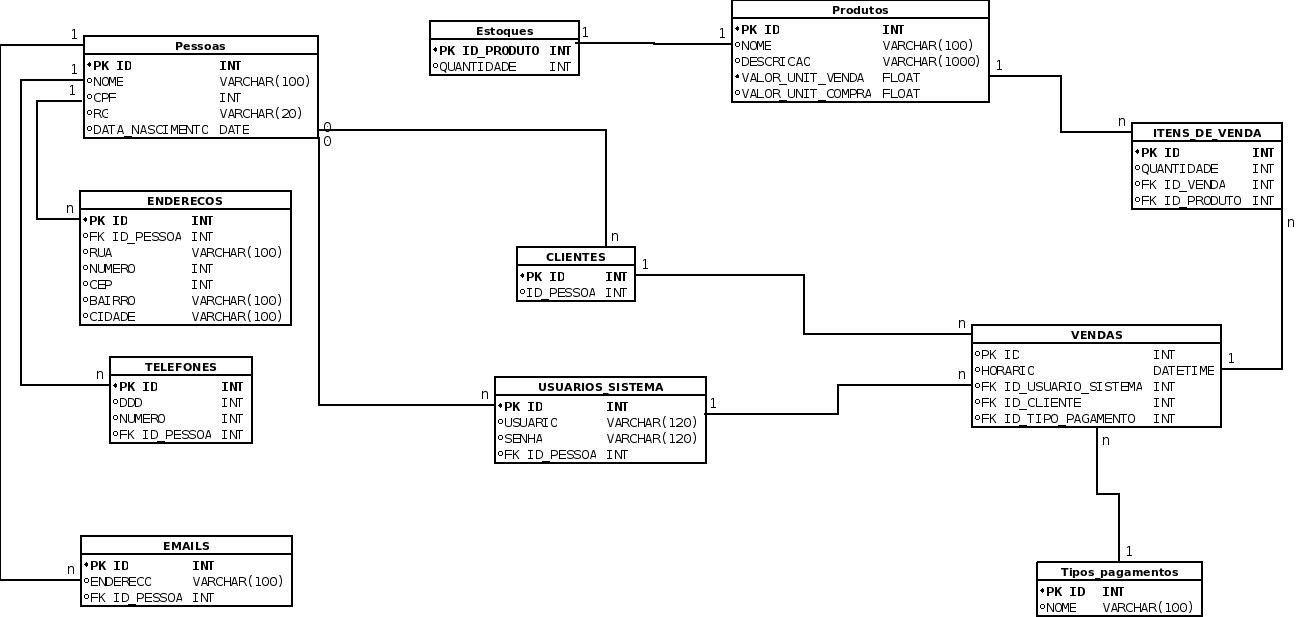 Pessoas
PK ID INT
NOME VARCHAR(100)
CPF INT
RG VARCHAR(20)
DATA_NASCIMENTO DATE
1
1
1
0
0
Estoques
PK ID_PRODUTO INT
QUANTIDADE INT
1
1
Produtos
PK ID INT
NOME VARCHAR(100)
DESCRICAO VARCHAR(1000)
VALOR_UNIT_VENDA FLOAT
VALOR_UNIT_COMPRA FLOAT
1
n
ITENS_DE_VENDA
PK ID INT
QUANTIDADE INT
FK ID_VENDA INT
FK ID_PRODUTO INT
n
n
ENDERECOS
PK ID INT
FK ID_PESSOA INT
RUA VARCHAR(100)
NUMERO INT
CEP INT
BAIRRO VARCHAR(100)
CIDADE VARCHAR(100)
n
CLIENTES
PK ID INT
ID_PESSOA INT
1
n
VENDAS
PK ID INT
HORARIO DATETIME
FK ID_USUARIO_SISTEMA INT
FK ID_CLIENTE INT
FK ID_TIPO_PAGAMENTO INT
1
n
n
n
TELEFONES
PK ID INT
DDD INT
NUMERO INT
FK ID_PESSOA INT
n
USUARIOS_SISTEMA
PK ID INT
USUARIO VARCHAR(120)
SENHA VARCHAR(120)
FK ID_PESSOA INT
1
n
EMAILS
PK ID INT
ENDERECO VARCHAR(100)
FK ID_PESSOA INT
1
Tipos_pagamentos
PK ID INT
NOME VARCHAR(100)